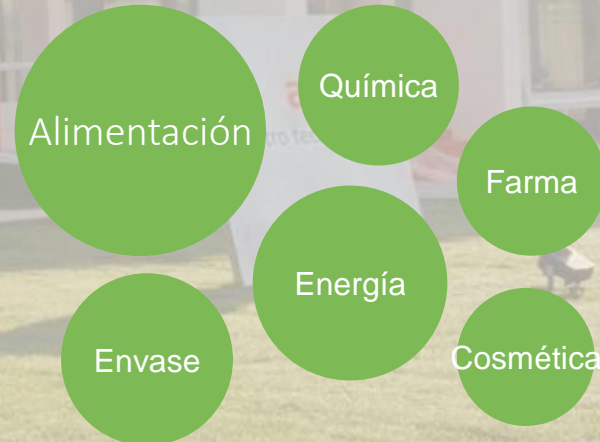 Química
Alimentación
Farma
Energía
Envase
Cosmética